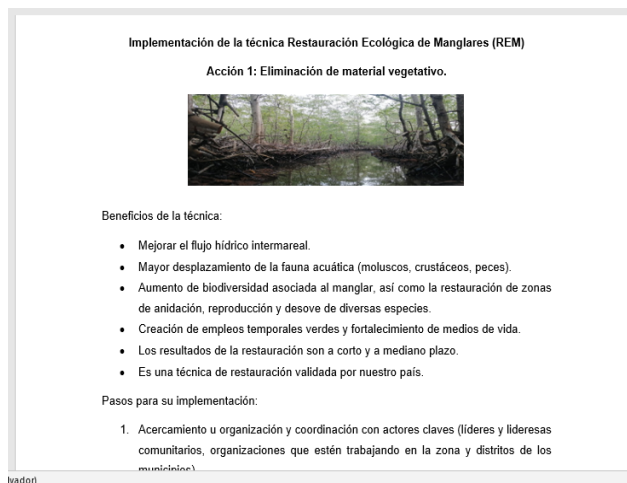 Implementación de la técnica Restauración Ecológica de Manglares (REM)
Acción 1: Eliminación de material vegetativo.
Beneficios de la técnica:
• Mejorar el flujo hídrico intermareal.
• Mayor desplazamiento de la fauna acuática (moluscos, crustáceos, peces).
• Aumento de biodiversidad asociada al manglar, así como la restauración de zonas
de anidación, reproducción y desove de diversas especies.
• Creación de empleos temporales verdes y fortalecimiento de medios de vida.
• Los resultados de la restauración son a corto y a mediano plazo.
• Es una técnica de restauración validada por nuestro país.
Pasos para su implementación:
1. Acercamiento u organización y coordinación con actores claves (líderes y lideresas
comunitarios, organizaciones que estén trabajando en la zona y distritos de los
municipios)
lvador)